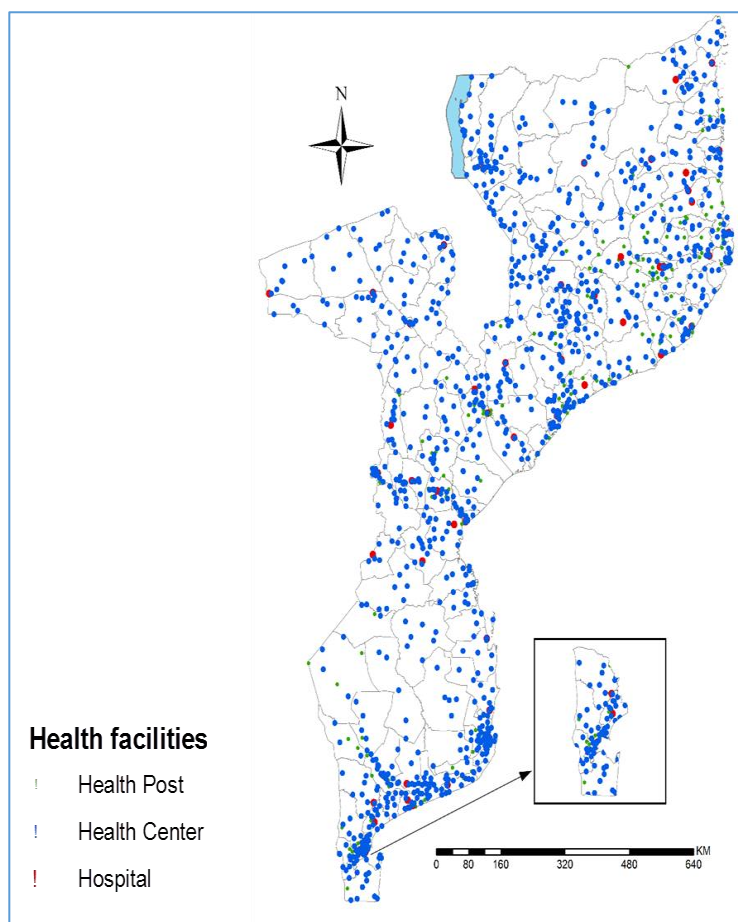 N
Health facilities
! Health Post
! Health Center
! Hospital
0 80 160 320 480 640 KM